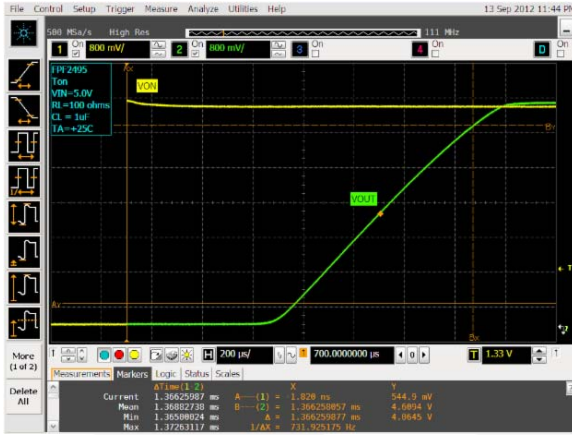 File Control Setup Trigger Measure Analyze Utilities Help 13 Sep 2012 11:44 PM
500 MSa/s High Res 111 MHz
1 On 800 mV/ 2 On 800 mV/ 3 On 4 On D On
FPF2495
Ton
VIN=5.0V
RL=100 ohms
CL = 1uF
TA=+25C
Ax
VON
By
VOUT
T
Ay
Bx
More
(1 of 2)
Delete
All
H 200 µs/ 700.0000000 µs 0 T 1.33 V
Measurements Markers Logic Status Scales
ΔTime(1-2) X Y
Current 1.36625987 ms A—(1) = -1.820 ns 544.9 mV
Mean 1.36882738 ms B—(2) = 1.366258057 ms 4.6094 V
Min 1.36500024 ms Δ = 1.366259877 ms 4.0645 V
Max 1.37263117 ms 1/ΔX = 731.925175 Hz